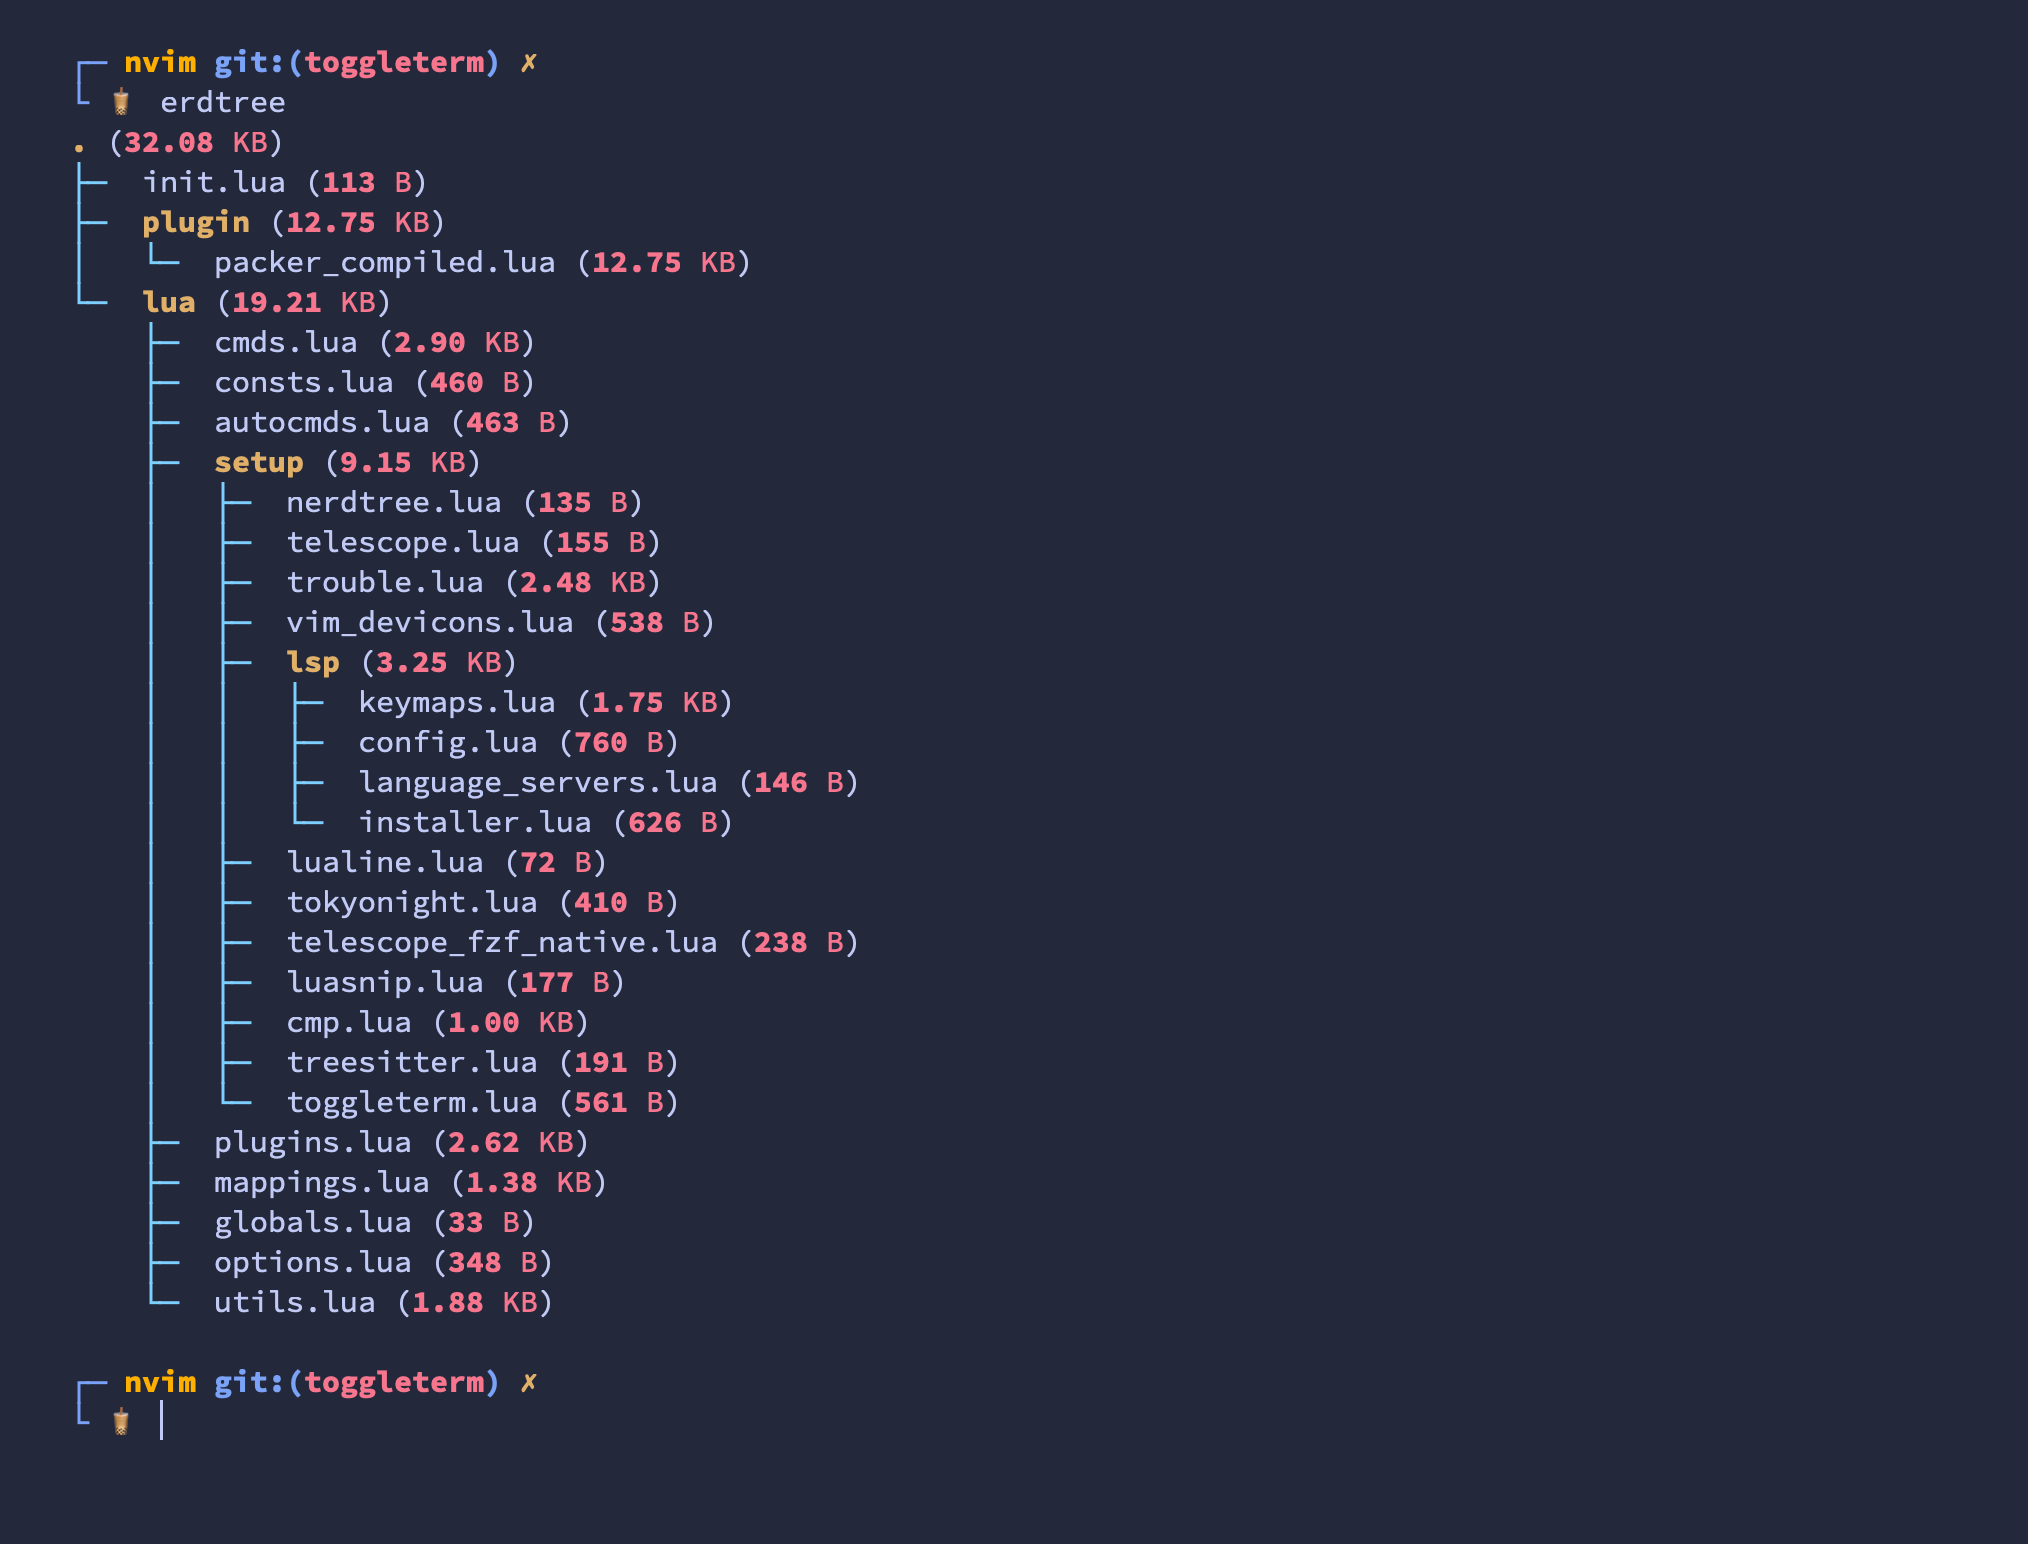 ┌─ nvim git:(toggleterm) ✗
└ 🧋 erdtree
. (32.08 KB)
├─  init.lua (113 B)
├─  plugin (12.75 KB)
│   └─  packer_compiled.lua (12.75 KB)
└─  lua (19.21 KB)
    ├─  cmds.lua (2.90 KB)
    ├─  consts.lua (460 B)
    ├─  autocmds.lua (463 B)
    ├─  setup (9.15 KB)
    │   ├─  nerdtree.lua (135 B)
    │   ├─  telescope.lua (155 B)
    │   ├─  trouble.lua (2.48 KB)
    │   ├─  vim_devicons.lua (538 B)
    │   ├─  lsp (3.25 KB)
    │   │   ├─  keymaps.lua (1.75 KB)
    │   │   ├─  config.lua (760 B)
    │   │   ├─  language_servers.lua (146 B)
    │   │   └─  installer.lua (626 B)
    │   ├─  lualine.lua (72 B)
    │   ├─  tokyonight.lua (410 B)
    │   ├─  telescope_fzf_native.lua (238 B)
    │   ├─  luasnip.lua (177 B)
    │   ├─  cmp.lua (1.00 KB)
    │   ├─  treesitter.lua (191 B)
    │   └─  toggleterm.lua (561 B)
    ├─  plugins.lua (2.62 KB)
    ├─  mappings.lua (1.38 KB)
    ├─  globals.lua (33 B)
    ├─  options.lua (348 B)
    └─  utils.lua (1.88 KB)
┌─ nvim git:(toggleterm) ✗
└ 🧋